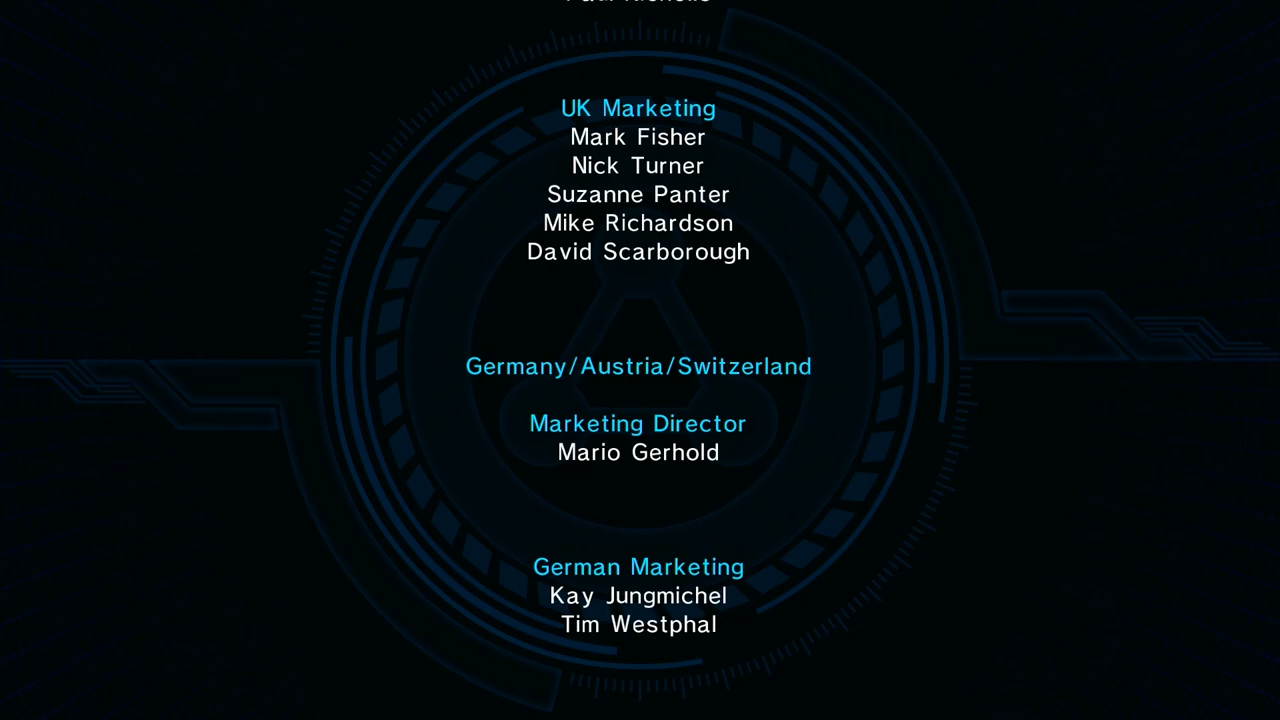 UK Marketing
Mark Fisher
Nick Turner
Suzanne Panter
Mike Richardson
David Scarborough
Germany/Austria/Switzerland
Marketing Director
Mario Gerhold
German Marketing
Kay Jungmichel
Tim Westphal